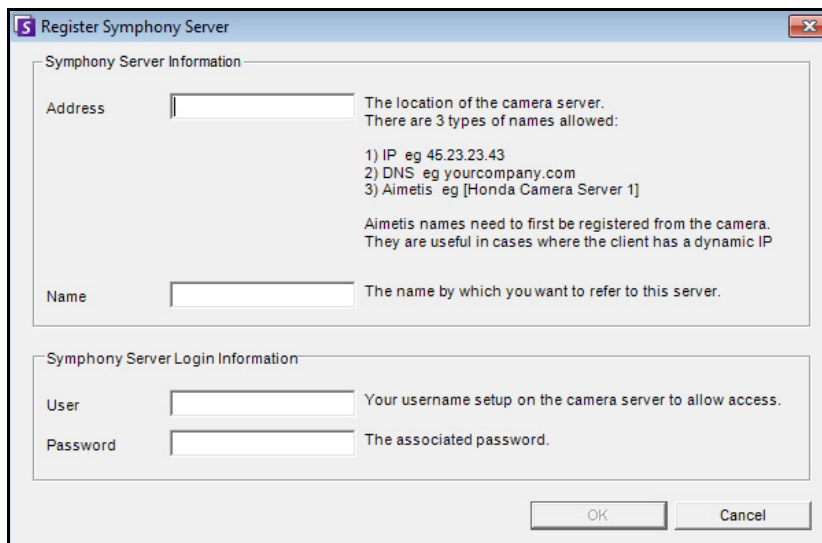 Register Symphony Server
Symphony Server Information
Address
The location of the camera server.
There are 3 types of names allowed:
1) IP eg 45.23.23.43
2) DNS eg yourcompany.com
3) Aimetis eg [Honda Camera Server 1]
Aimetis names need to first be registered from the camera.
They are useful in cases where the client has a dynamic IP
Name
The name by which you want to refer to this server.
Symphony Server Login Information
User
Your username setup on the camera server to allow access.
Password
The associated password.
OK
Cancel